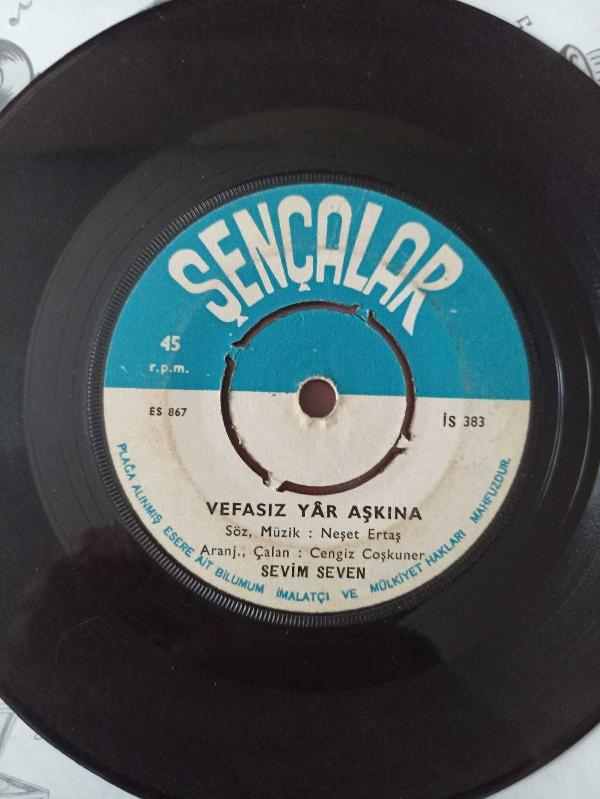 ŞENÇALAR
45
r.p.m.
ES 867
İS 383
VEFASIZ YÂR AŞKINA
Söz, Müzik : Neşet Ertaş
Aranj., Çalan : Cengiz Coşkuner
SEVİM SEVEN
PLAĞA ALINMIŞ ESERE AİT BİLUMUM İMALATÇI VE MÜLKİYET HAKLARI MAHFUZDUR.